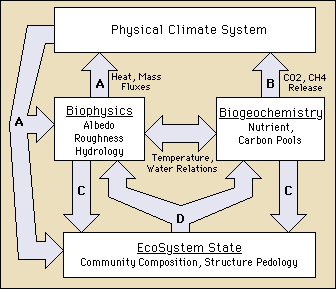 Physical Climate System
A
Heat, Mass
Fluxes
B
CO2, CH4
Release
A
Biophysics
Albedo
Roughness
Hydrology
Biogeochemistry
Nutrient,
Carbon Pools
Temperature,
Water Relations
C
D
C
EcoSystem State
Community Composition, Structure Pedology